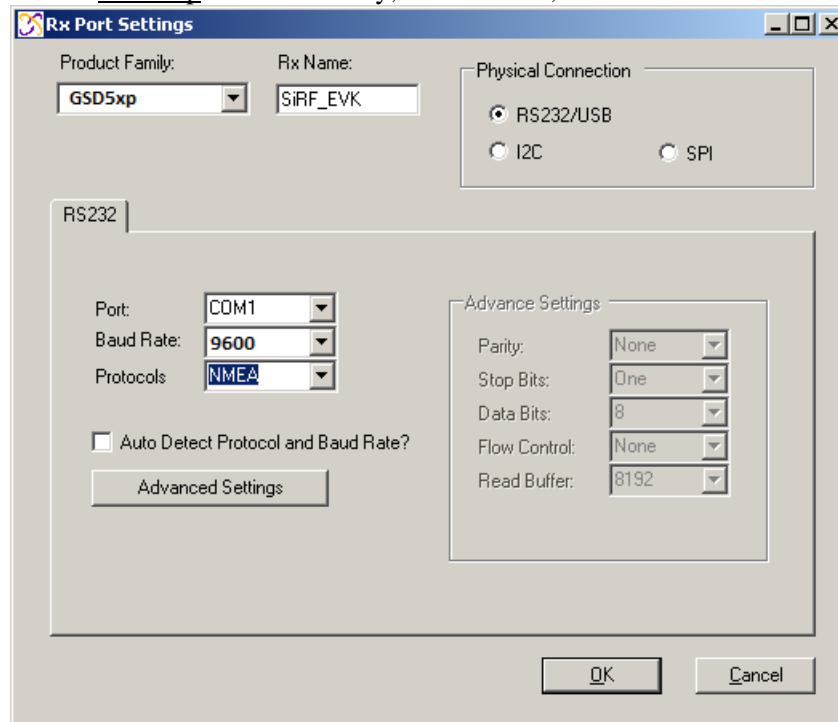 Rx Port Settings
Product Family:
Rx Name:
Physical Connection
GSD5xp
SiRF_EVK
RS232/USB
I2C
SPI
RS232
Port:
COM1
Baud Rate:
9600
Protocols
NMEA
Auto Detect Protocol and Baud Rate?
Advanced Settings
Advance Settings
Parity:
None
Stop Bits:
One
Data Bits:
8
Flow Control:
None
Read Buffer:
8192
OK
Cancel